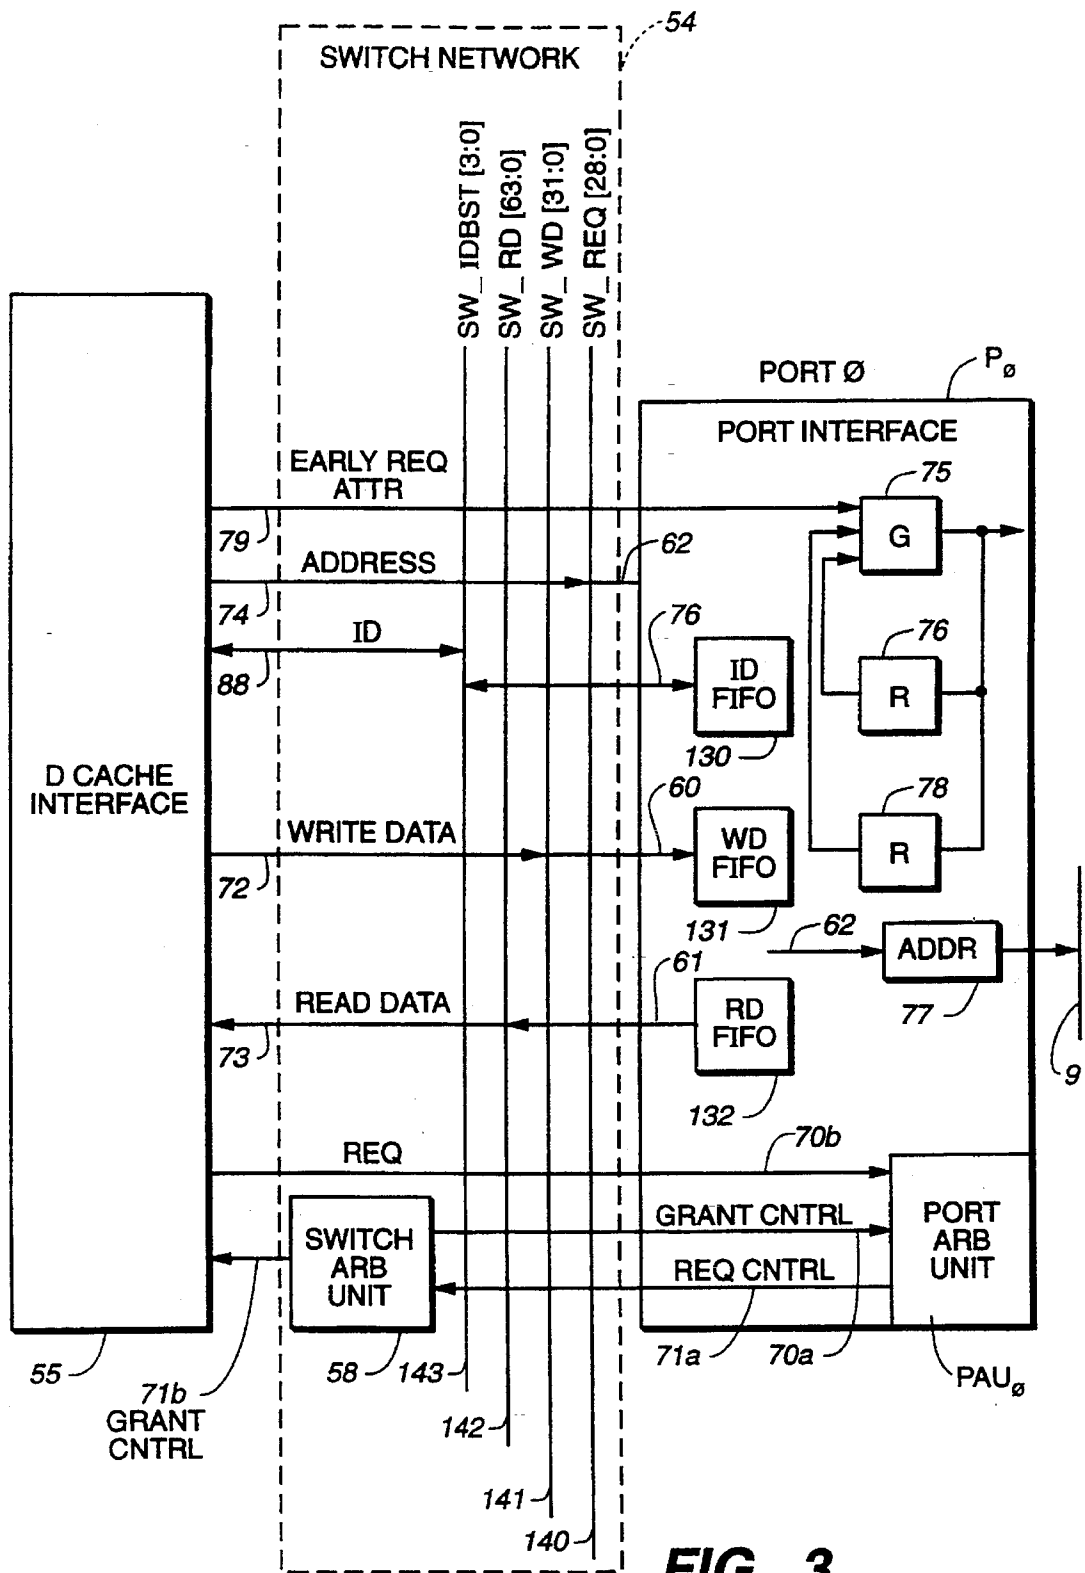 54
SWITCH NETWORK
SW_IDBST [3:0]
SW_RD [63:0]
SW_WD [31:0]
SW_REQ [28:0]
PORT Ø
Pø
PORT INTERFACE
EARLY REQ
ATTR
79
75
G
ADDRESS
74
62
ID
88
76
ID
FIFO
130
76
R
D CACHE
INTERFACE
WRITE DATA
72
60
WD
FIFO
131
78
R
62
ADDR
77
9
READ DATA
73
61
RD
FIFO
132
REQ
70b
SWITCH
ARB
UNIT
GRANT CNTRL
REQ CNTRL
PORT
ARB
UNIT
55
71b
GRANT
CNTRL
58
143
142
141
140
71a
70a
PAUø
FIG_3